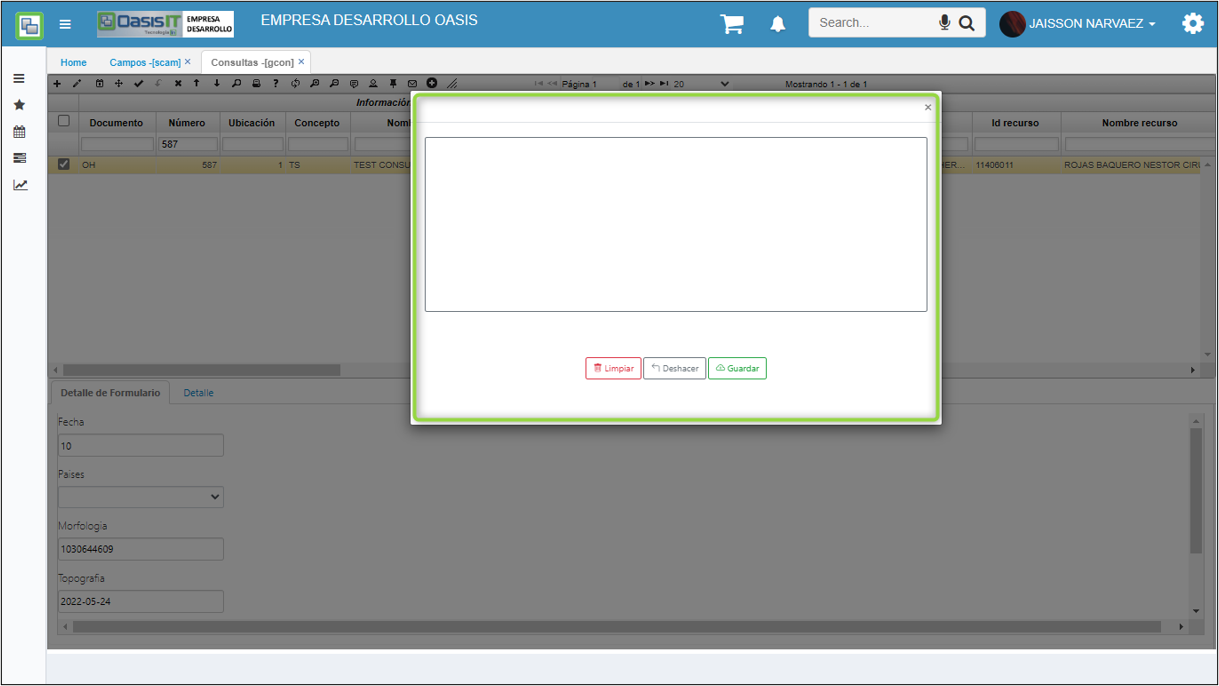 OasisIT EMPRESA DESARROLLO
Tecnología
EMPRESA DESARROLLO OASIS
Search...
JAISSON NARVAEZ
Home
Campos -[scam] ×
Consultas -[gcon] ×
Página 1 de 1 20
Mostrando 1 - 1 de 1
Información
Documento Número Ubicación Concepto Nom Id recurso Nombre recurso
587
OH 587 1 TS TEST CONSU HER... 11406011 ROJAS BAQUERO NESTOR CIRL
×
Limpiar Deshacer Guardar
Detalle de Formulario Detalle
Fecha
10
Paises
Morfologia
1030644609
Topografia
2022-05-24